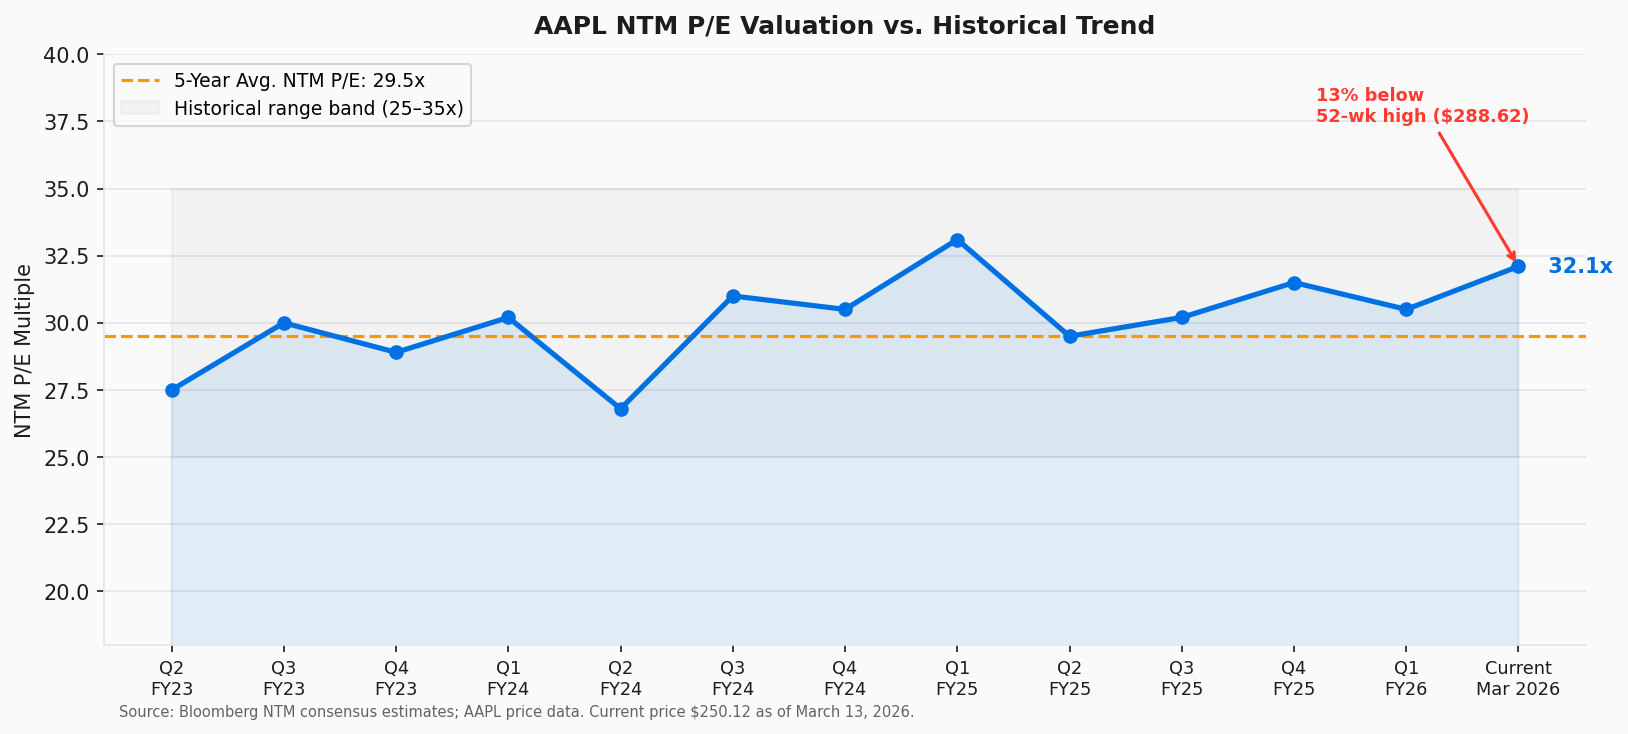 AAPL NTM P/E Valuation vs. Historical Trend
5-Year Avg. NTM P/E: 29.5x
Historical range band (25–35x)
13% below
52-wk high ($288.62)
32.1x
NTM P/E Multiple
40.0
37.5
35.0
32.5
30.0
27.5
25.0
22.5
20.0
Q2 Q3 Q4 Q1 Q2 Q3 Q4 Q1 Q2 Q3 Q4 Q1 Current
FY23 FY23 FY23 FY24 FY24 FY24 FY24 FY25 FY25 FY25 FY25 FY26 Mar 2026
Source: Bloomberg NTM consensus estimates; AAPL price data. Current price $250.12 as of March 13, 2026.